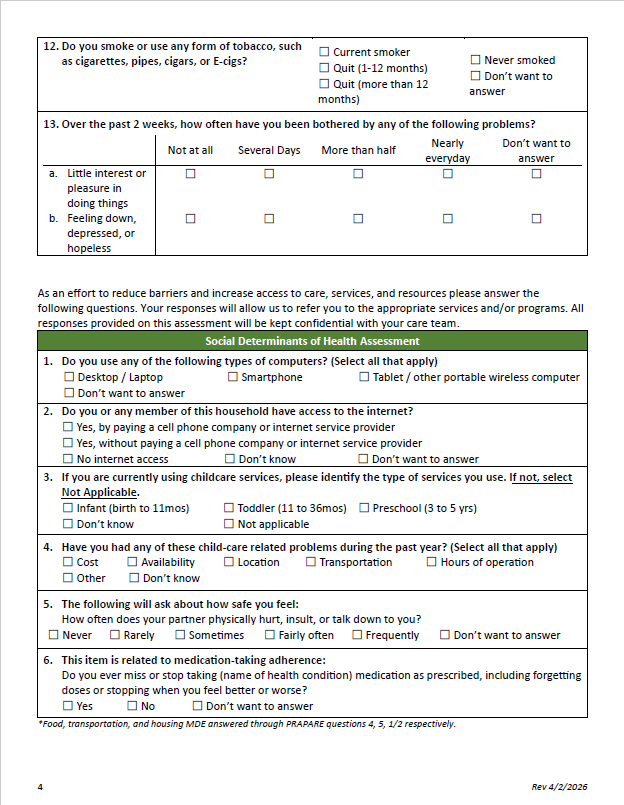 12. Do you smoke or use any form of tobacco, such
as cigarettes, pipes, cigars, or E-cigs?
☐ Current smoker
☐ Quit (1-12 months)
☐ Quit (more than 12
months)
☐ Never smoked
☐ Don't want to
answer
13. Over the past 2 weeks, how often have you been bothered by any of the following problems?
Not at all Several Days More than half Nearly everyday Don't want to answer
a. Little interest or
pleasure in
doing things
☐ ☐ ☐ ☐ ☐
b. Feeling down,
depressed, or
hopeless
☐ ☐ ☐ ☐ ☐
As an effort to reduce barriers and increase access to care, services, and resources please answer the
following questions. Your responses will allow us to refer you to the appropriate services and/or programs. All
responses provided on this assessment will be kept confidential with your care team.
Social Determinants of Health Assessment
1. Do you use any of the following types of computers? (Select all that apply)
☐ Desktop / Laptop ☐ Smartphone ☐ Tablet / other portable wireless computer
☐ Don't want to answer
2. Do you or any member of this household have access to the internet?
☐ Yes, by paying a cell phone company or internet service provider
☐ Yes, without paying a cell phone company or internet service provider
☐ No internet access ☐ Don't know ☐ Don't want to answer
3. If you are currently using childcare services, please identify the type of services you use. If not, select
Not Applicable.
☐ Infant (birth to 11mos) ☐ Toddler (11 to 36mos) ☐ Preschool (3 to 5 yrs)
☐ Don't know ☐ Not applicable
4. Have you had any of these child-care related problems during the past year? (Select all that apply)
☐ Cost ☐ Availability ☐ Location ☐ Transportation ☐ Hours of operation
☐ Other ☐ Don't know
5. The following will ask about how safe you feel:
How often does your partner physically hurt, insult, or talk down to you?
☐ Never ☐ Rarely ☐ Sometimes ☐ Fairly often ☐ Frequently ☐ Don't want to answer
6. This item is related to medication-taking adherence:
Do you ever miss or stop taking (name of health condition) medication as prescribed, including forgetting
doses or stopping when you feel better or worse?
☐ Yes ☐ No ☐ Don't want to answer
*Food, transportation, and housing MDE answered through PRAPARE questions 4, 5, 1/2 respectively.
4 Rev 4/2/2026